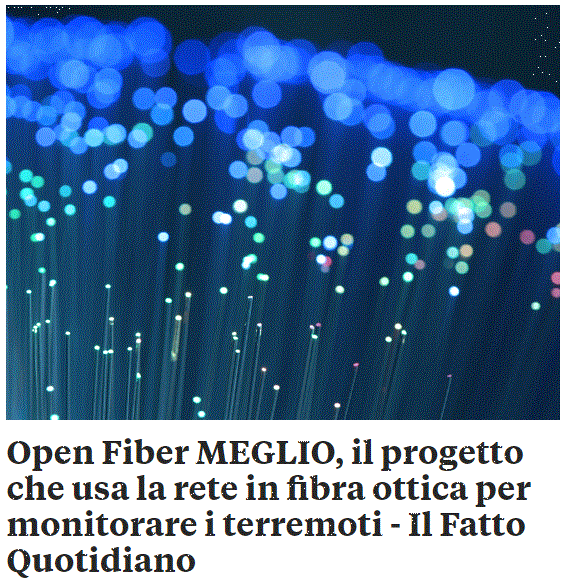 Open Fiber MEGLIO, il progetto
che usa la rete in fibra ottica per
monitorare i terremoti - Il Fatto
Quotidiano